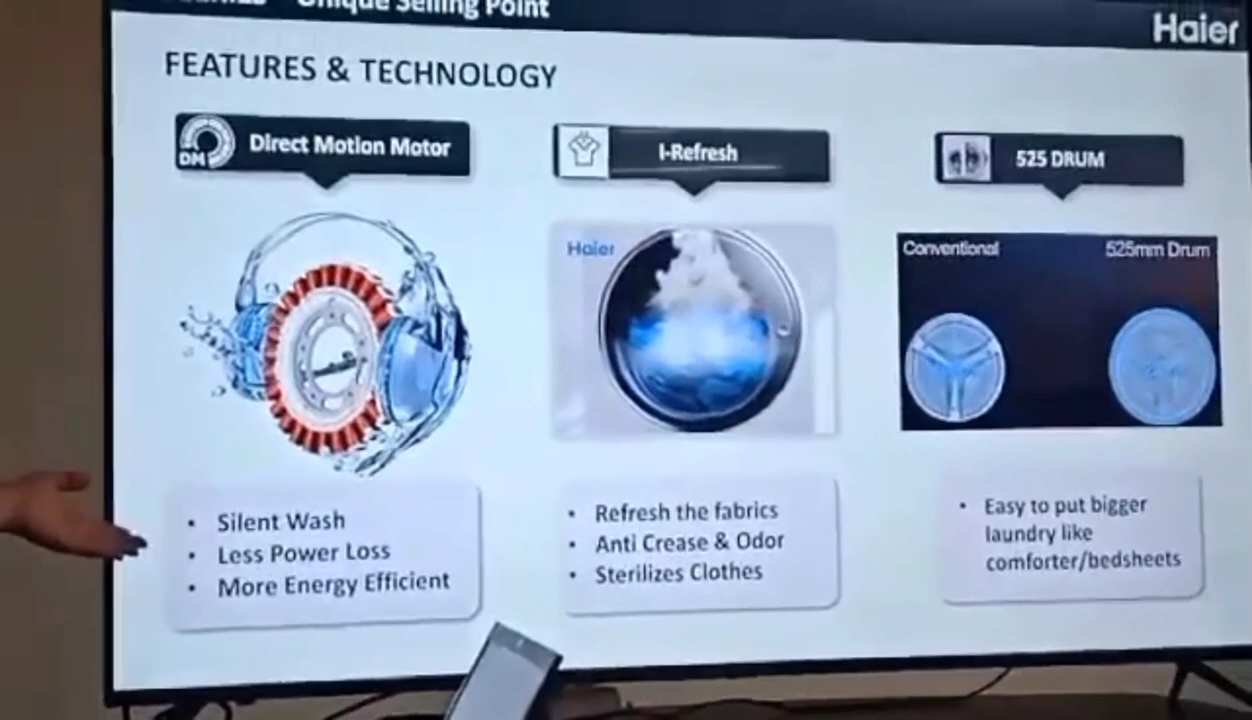 Unique Selling Point
Haier
FEATURES & TECHNOLOGY
DM
Direct Motion Motor
I-Refresh
525 DRUM
Haier
Conventional
525mm Drum
• Silent Wash
• Less Power Loss
• More Energy Efficient
• Refresh the fabrics
• Anti Crease & Odor
• Sterilizes Clothes
• Easy to put bigger
laundry like
comforter/bedsheets